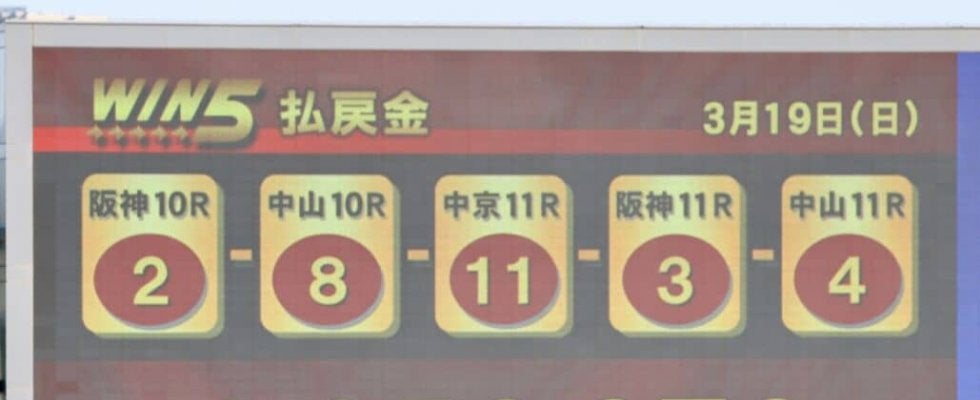 WIN5 払戻金 3月19日(日)
阪神10R 中山10R 中京11R 阪神11R 中山11R
2 - 8 - 11 - 3 - 4